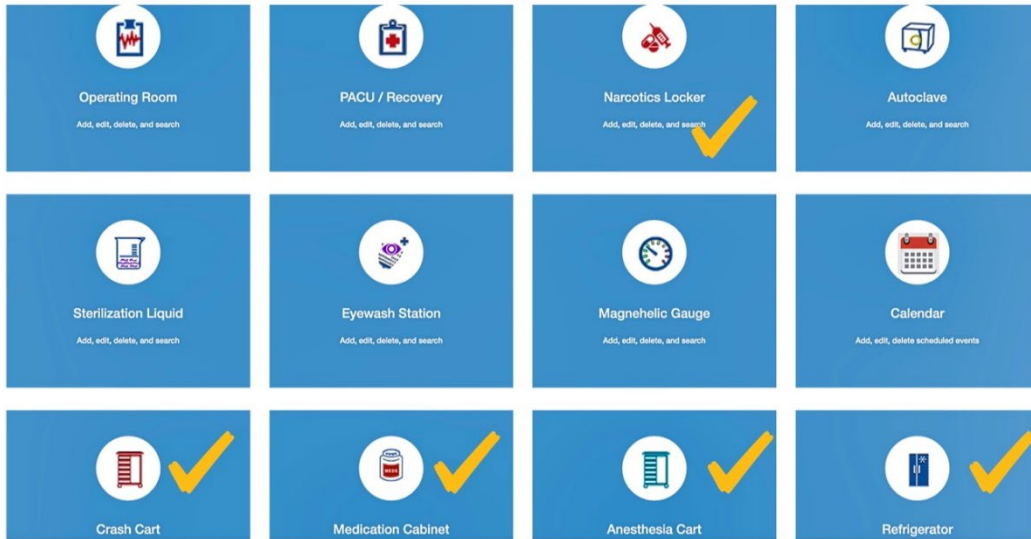 Operating Room
Add, edit, delete, and search
PACU / Recovery
Add, edit, delete, and search
Narcotics Locker
Add, edit, delete, and search
Autoclave
Add, edit, delete, and search
Sterilization Liquid
Add, edit, delete, and search
Eyewash Station
Add, edit, delete, and search
Magnehelic Gauge
Add, edit, delete, and search
Calendar
Add, edit, delete scheduled events
Crash Cart
MEDS
Medication Cabinet
Anesthesia Cart
Refrigerator